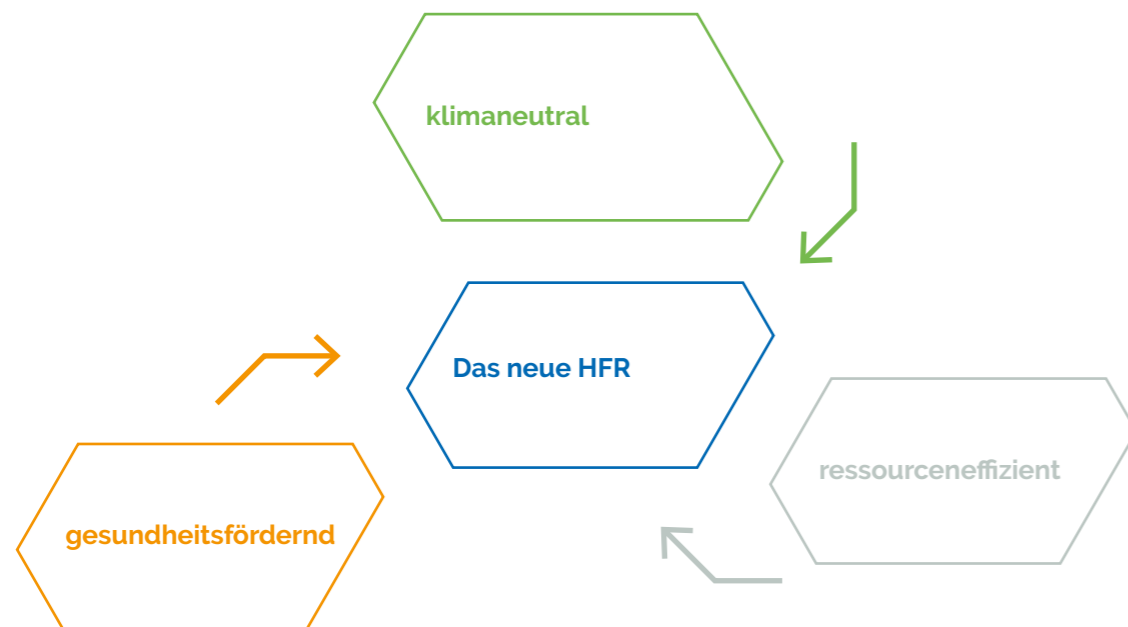 klimaneutral
Das neue HFR
ressourceneffizient
gesundheitsfördernd